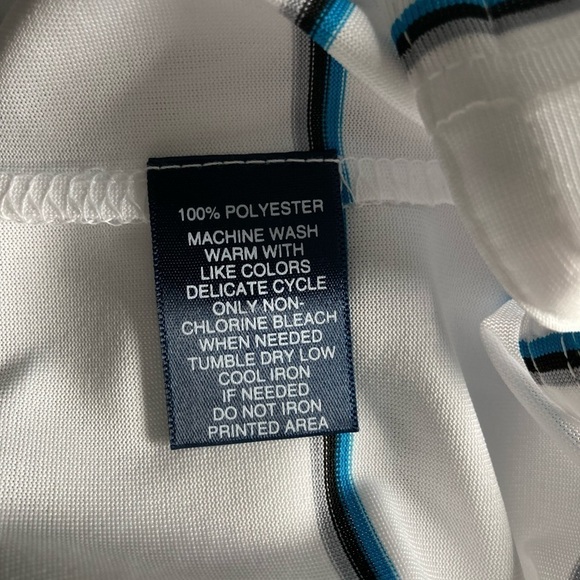 100% POLYESTER
MACHINE WASH
WARM WITH
LIKE COLORS
DELICATE CYCLE
ONLY NON-
CHLORINE BLEACH
WHEN NEEDED
TUMBLE DRY LOW
COOL IRON
IF NEEDED
DO NOT IRON
PRINTED AREA